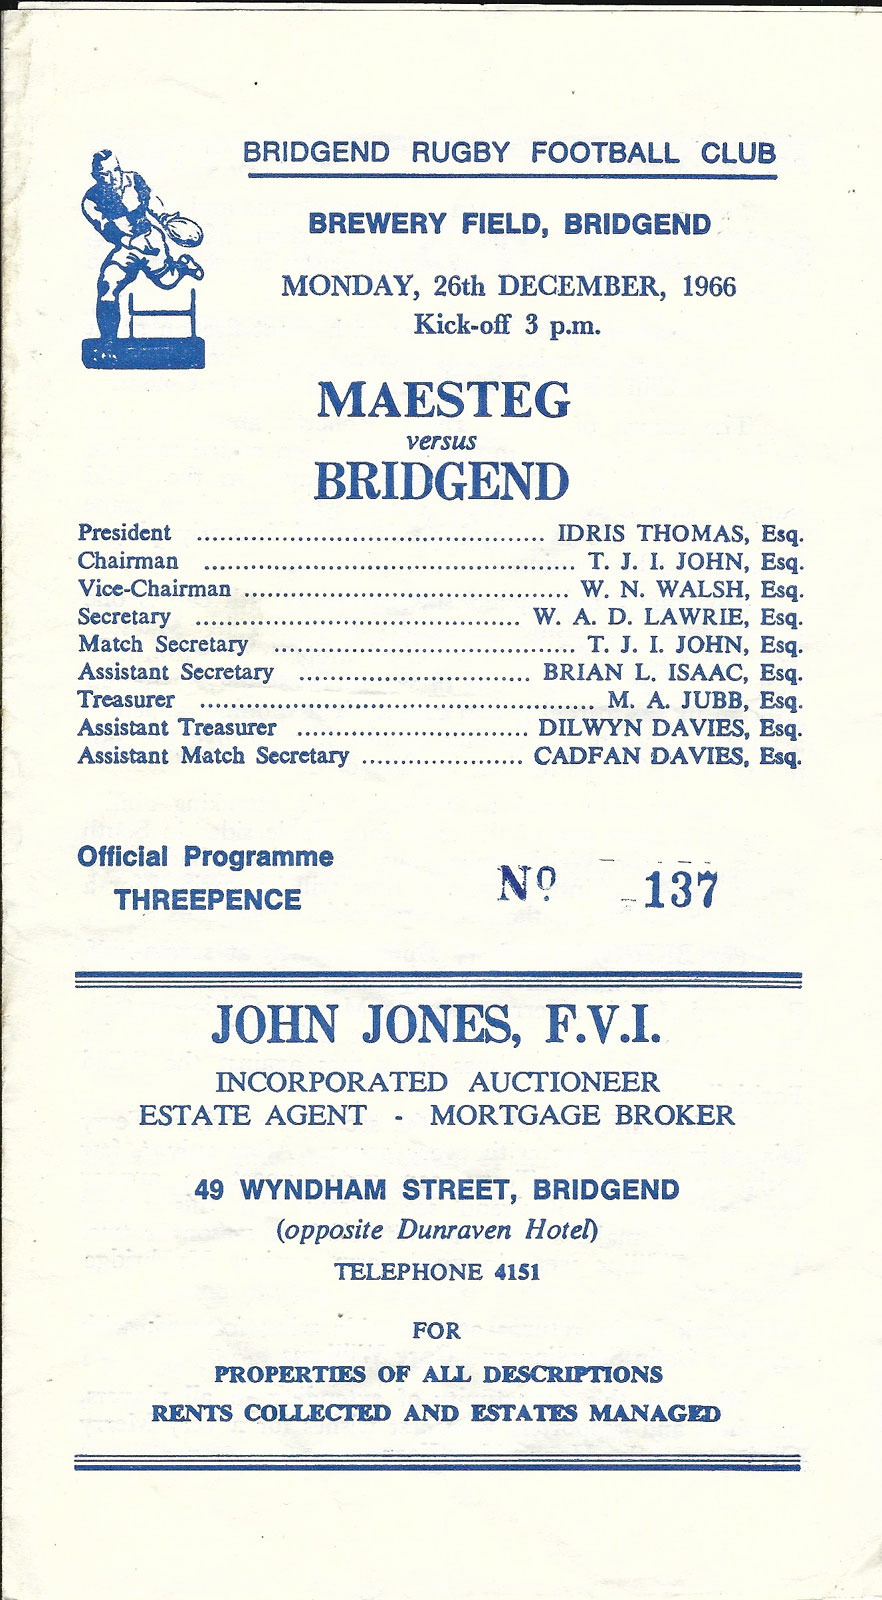 BRIDGEND RUGBY FOOTBALL CLUB
BREWERY FIELD, BRIDGEND
MONDAY, 26th DECEMBER, 1966
Kick-off 3 p.m.
MAESTEG
versus
BRIDGEND
President ............................................. IDRIS THOMAS, Esq.
Chairman ................................................ T. J. I. JOHN, Esq.
Vice-Chairman .......................................... W. N. WALSH, Esq.
Secretary .......................................... W. A. D. LAWRIE, Esq.
Match Secretary ....................................... T. J. I. JOHN, Esq.
Assistant Secretary .............................. BRIAN L. ISAAC, Esq.
Treasurer ................................................... M. A. JUBB, Esq.
Assistant Treasurer .............................. DILWYN DAVIES, Esq.
Assistant Match Secretary ..................... CADFAN DAVIES, Esq.
Official Programme
THREEPENCE
No. 137
JOHN JONES, F.V.I.
INCORPORATED AUCTIONEER
ESTATE AGENT - MORTGAGE BROKER
49 WYNDHAM STREET, BRIDGEND
(opposite Dunraven Hotel)
TELEPHONE 4151
FOR
PROPERTIES OF ALL DESCRIPTIONS
RENTS COLLECTED AND ESTATES MANAGED